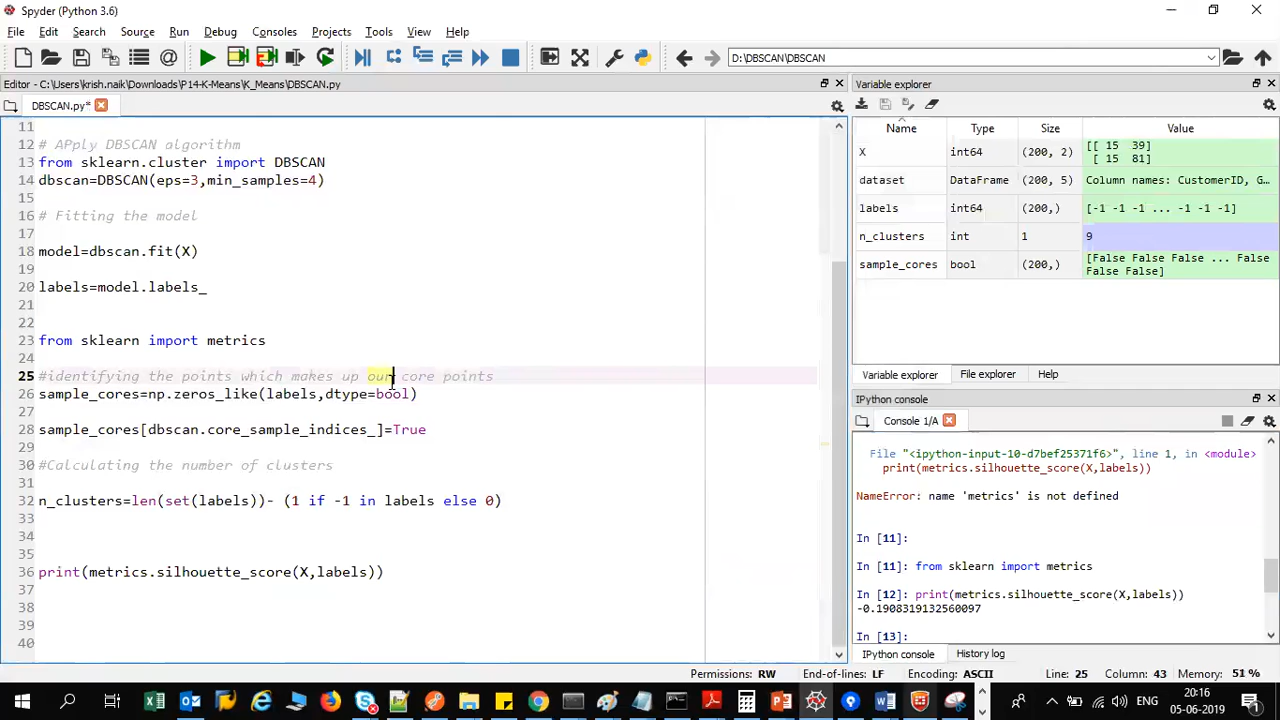 Spyder (Python 3.6)
File Edit Search Source Run Debug Consoles Projects Tools View Help
D:\DBSCAN\DBSCAN
Editor - C:\Users\krish.naik\Downloads\P14-K-Means\K_Means\DBSCAN.py
DBSCAN.py*
11
12 # APply DBSCAN algorithm
13 from sklearn.cluster import DBSCAN
14 dbscan=DBSCAN(eps=3,min_samples=4)
15
16 # Fitting the model
17
18 model=dbscan.fit(X)
19
20 labels=model.labels_
21
22
23 from sklearn import metrics
24
25 #identifying the points which makes up our core points
26 sample_cores=np.zeros_like(labels,dtype=bool)
27
28 sample_cores[dbscan.core_sample_indices_]=True
29
30 #Calculating the number of clusters
31
32 n_clusters=len(set(labels))- (1 if -1 in labels else 0)
33
34
35
36 print(metrics.silhouette_score(X,labels))
37
38
39
40
Variable explorer
Name Type Size Value
X int64 (200, 2) [[ 15 39]
[ 15 81]
dataset DataFrame (200, 5) Column names: CustomerID, G...
labels int64 (200,) [-1 -1 -1 ... -1 -1 -1]
n_clusters int 1 9
sample_cores bool (200,) [False False False ... False
False False]
Variable explorer File explorer Help
IPython console
Console 1/A
File "<ipython-input-10-d7bef25371f6>", line 1, in <module>
print(metrics.silhouette_score(X,labels))
NameError: name 'metrics' is not defined
In [11]:
In [11]: from sklearn import metrics
In [12]: print(metrics.silhouette_score(X,labels))
-0.1908319132560097
In [13]:
IPython console History log
Permissions: RW End-of-lines: LF Encoding: ASCII Line: 25 Column: 43 Memory: 51 %
ENG 20:16
05-06-2019